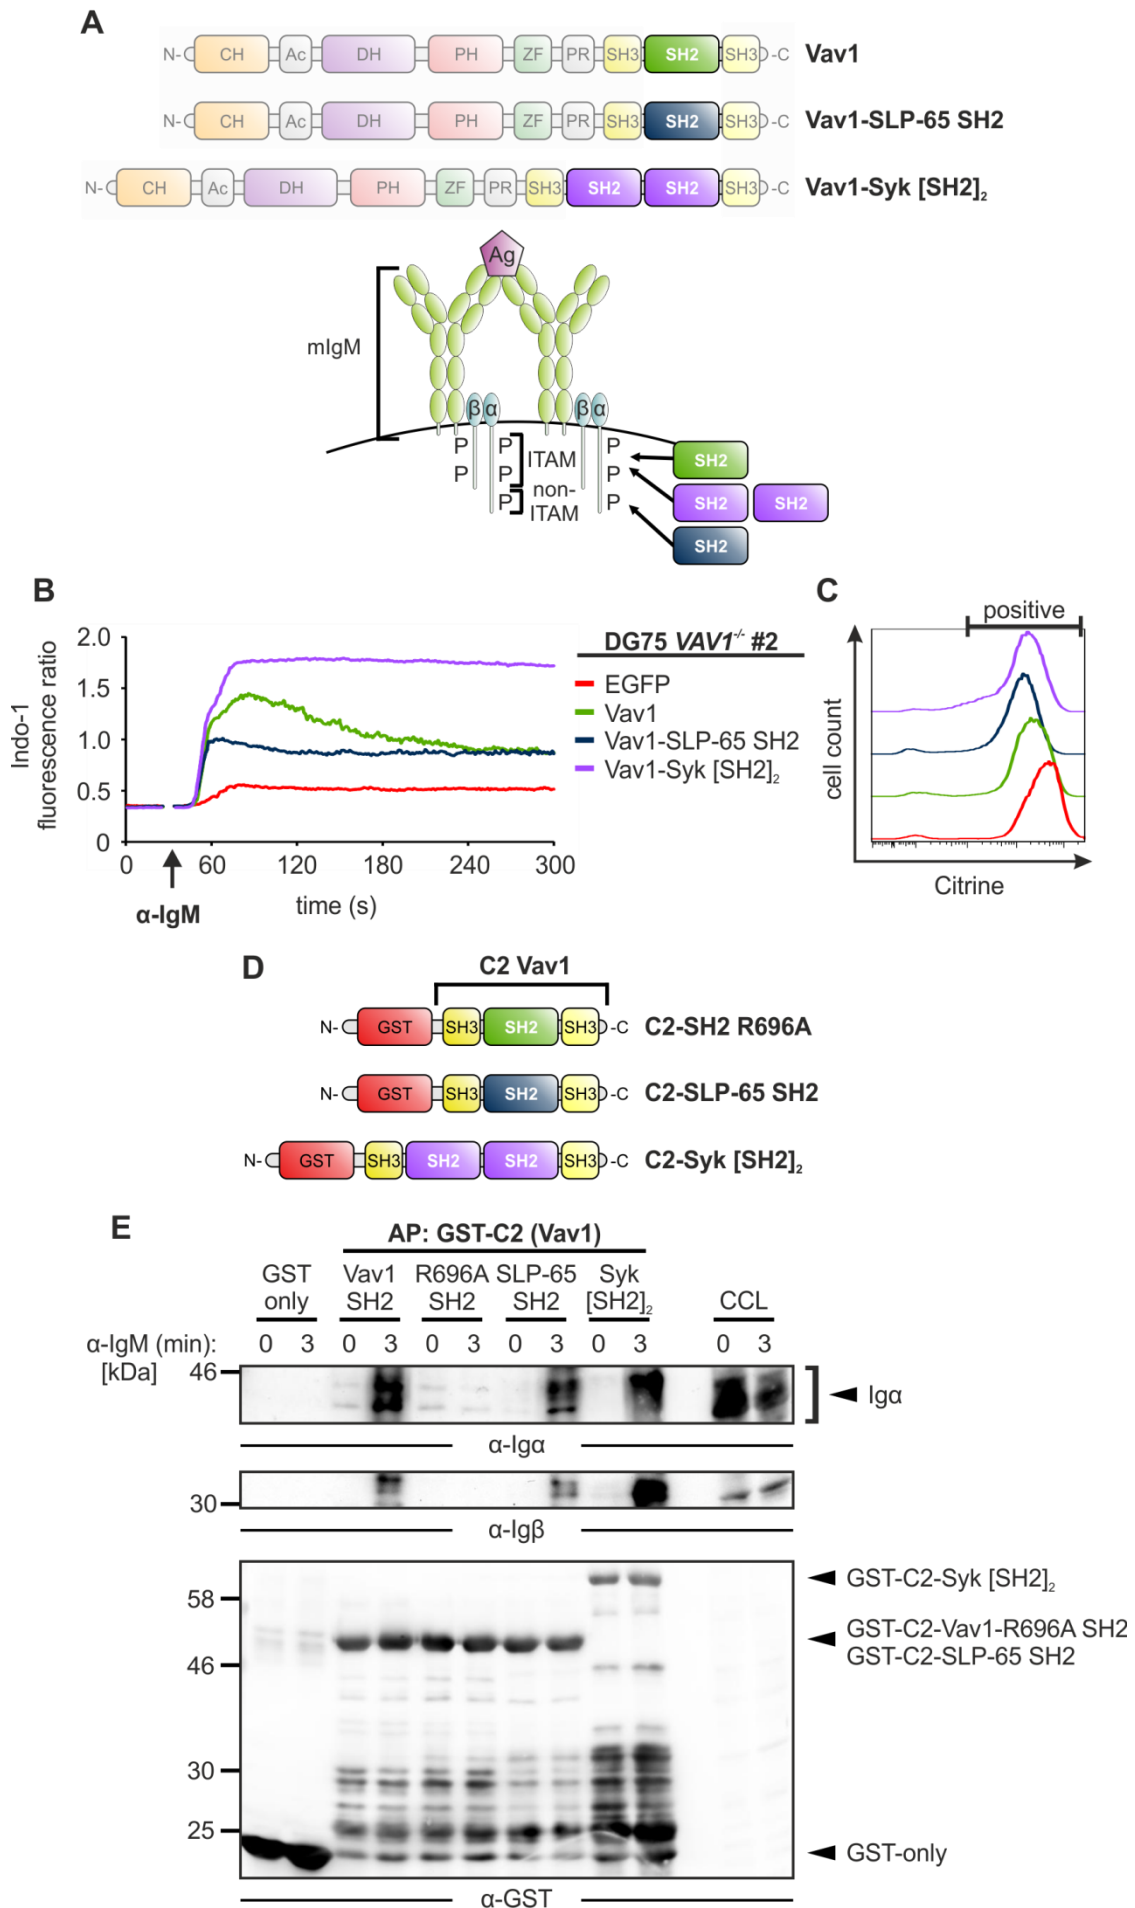 A
N- CH Ac DH PH ZF PR SH3 SH2 SH3 -C Vav1
N- CH Ac DH PH ZF PR SH3 SH2 SH3 -C Vav1-SLP-65 SH2
N- CH Ac DH PH ZF PR SH3 SH2 SH2 SH3 -C Vav1-Syk [SH2]₂
Ag
mIgM
β α β α
P P P
P ITAM P
P non-ITAM P
P
SH2
SH2 SH2
SH2
B
Indo-1
fluorescence ratio
2.0
1.5
1.0
0.5
0
0 60 120 180 240 300
α-IgM
time (s)
DG75 VAV1-/- #2
EGFP
Vav1
Vav1-SLP-65 SH2
Vav1-Syk [SH2]₂
C
positive
cell count
Citrine
D
C2 Vav1
N- GST SH3 SH2 SH3 -C C2-SH2 R696A
N- GST SH3 SH2 SH3 -C C2-SLP-65 SH2
N- GST SH3 SH2 SH2 SH3 -C C2-Syk [SH2]₂
E
AP: GST-C2 (Vav1)
GST Vav1 R696A SLP-65 Syk
only SH2 SH2 SH2 [SH2]₂ CCL
α-IgM (min): 0 3 0 3 0 3 0 3 0 3 0 3
[kDa]
46
Igα
α-Igα
30
α-Igβ
GST-C2-Syk [SH2]₂
58
GST-C2-Vav1-R696A SH2
GST-C2-SLP-65 SH2
46
30
25
GST-only
α-GST